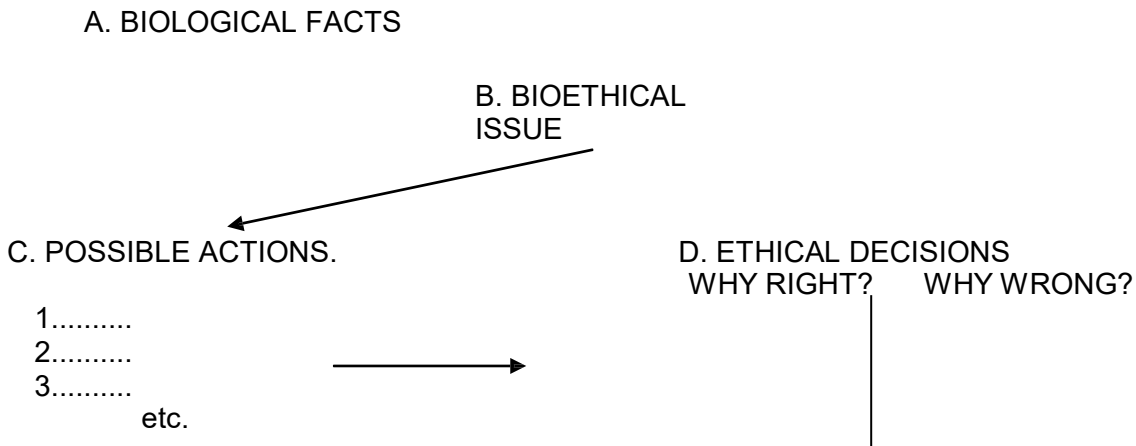 A. BIOLOGICAL FACTS
B. BIOETHICAL
ISSUE
C. POSSIBLE ACTIONS.
1..........
2..........
3..........
etc.
D. ETHICAL DECISIONS
WHY RIGHT? WHY WRONG?